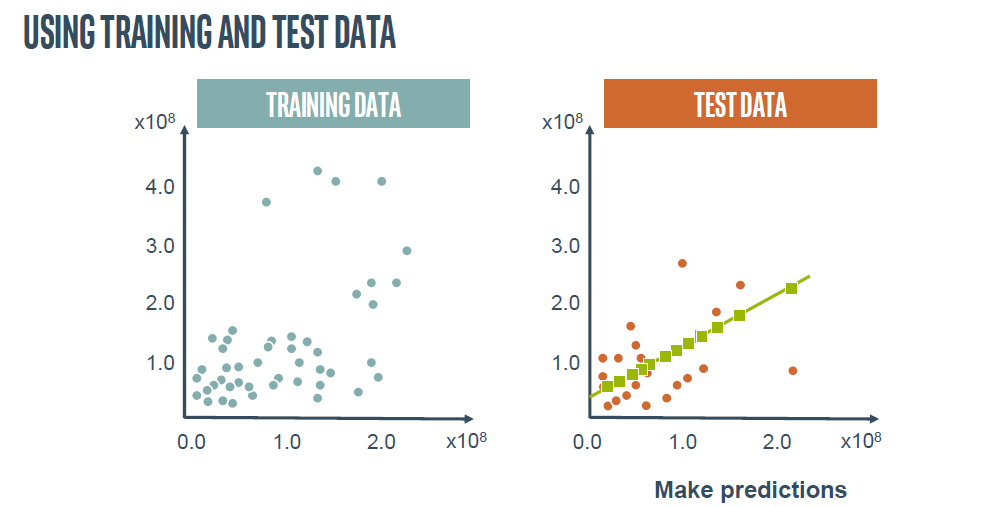 USING TRAINING AND TEST DATA
TRAINING DATA
x10⁸
4.0
3.0
2.0
1.0
0.0 1.0 2.0 x10⁸
TEST DATA
x10⁸
4.0
3.0
2.0
1.0
0.0 1.0 2.0 x10⁸
Make predictions